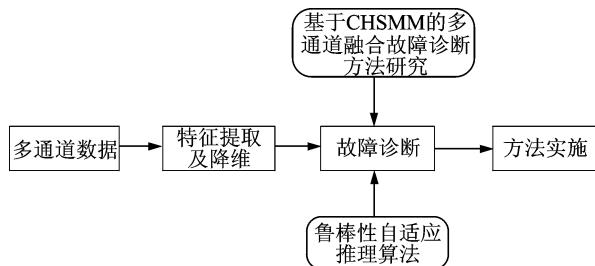 基于CHSMM的多
通道融合故障诊断
方法研究
多通道数据
特征提取
及降维
故障诊断
方法实施
鲁棒性自适应
推理算法